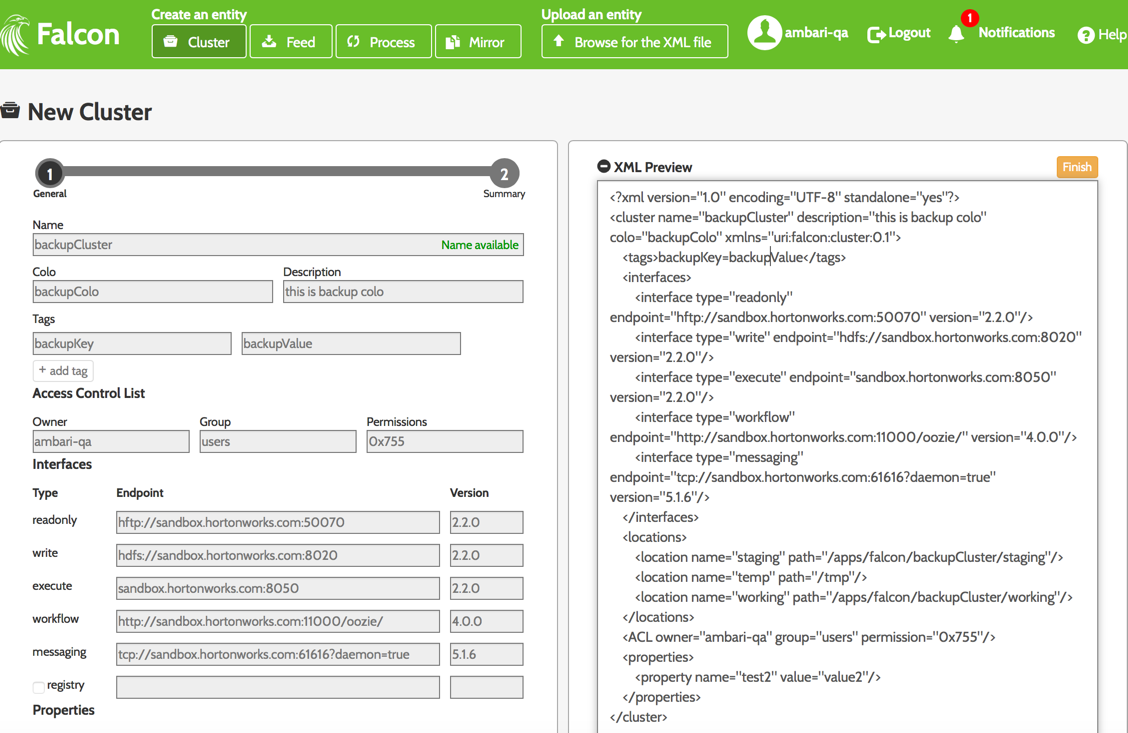 Falcon
Create an entity
Cluster
Feed
Process
Mirror
Upload an entity
Browse for the XML file
ambari-qa
Logout
1
Notifications
? Help
New Cluster
1
General
2
Summary
Name
backupCluster
Name available
Colo
Description
backupColo
this is backup colo
Tags
backupKey
backupValue
+ add tag
Access Control List
Owner
Group
Permissions
ambari-qa
users
0x755
Interfaces
Type
Endpoint
Version
readonly
hftp://sandbox.hortonworks.com:50070
2.2.0
write
hdfs://sandbox.hortonworks.com:8020
2.2.0
execute
sandbox.hortonworks.com:8050
2.2.0
workflow
http://sandbox.hortonworks.com:11000/oozie/
4.0.0
messaging
tcp://sandbox.hortonworks.com:61616?daemon=true
5.1.6
registry
Properties
XML Preview
Finish
<?xml version="1.0" encoding="UTF-8" standalone="yes"?>
<cluster name="backupCluster" description="this is backup colo"
colo="backupColo" xmlns="uri:falcon:cluster:0.1">
<tags>backupKey=backupValue</tags>
<interfaces>
<interface type="readonly"
endpoint="hftp://sandbox.hortonworks.com:50070" version="2.2.0"/>
<interface type="write" endpoint="hdfs://sandbox.hortonworks.com:8020"
version="2.2.0"/>
<interface type="execute" endpoint="sandbox.hortonworks.com:8050"
version="2.2.0"/>
<interface type="workflow"
endpoint="http://sandbox.hortonworks.com:11000/oozie/" version="4.0.0"/>
<interface type="messaging"
endpoint="tcp://sandbox.hortonworks.com:61616?daemon=true"
version="5.1.6"/>
</interfaces>
<locations>
<location name="staging" path="/apps/falcon/backupCluster/staging"/>
<location name="temp" path="/tmp"/>
<location name="working" path="/apps/falcon/backupCluster/working"/>
</locations>
<ACL owner="ambari-qa" group="users" permission="0x755"/>
<properties>
<property name="test2" value="value2"/>
</properties>
</cluster>